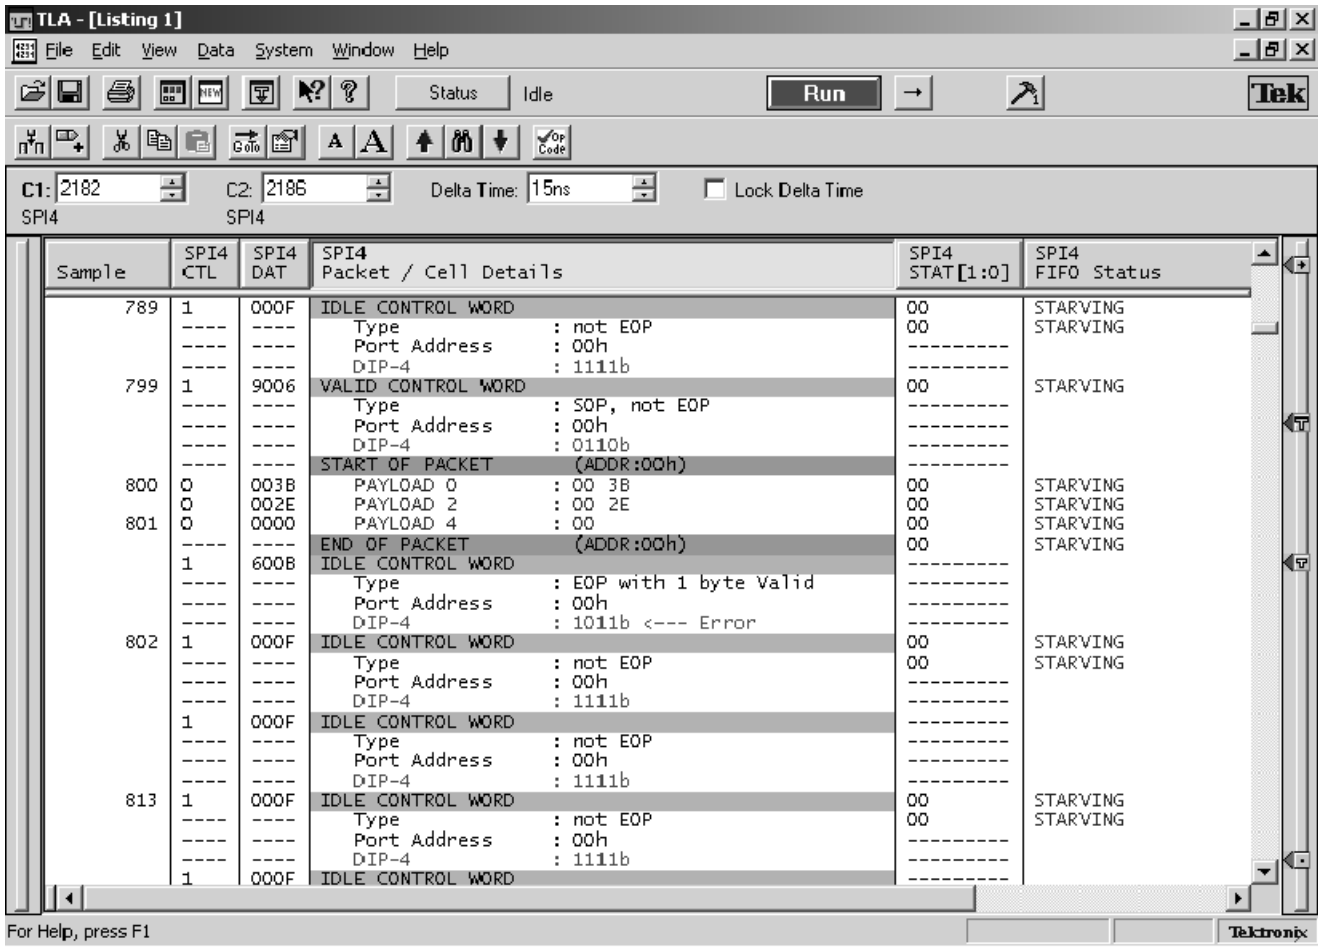 TLA - [Listing 1]
File Edit View Data System Window Help
NEW Status Idle Run Tek
GoTo A A Op Code
C1: 2182 C2: 2186 Delta Time: 15ns Lock Delta Time
SPI4 SPI4
SPI4 SPI4 SPI4 SPI4 SPI4
Sample CTL DAT Packet / Cell Details STAT[1:0] FIFO Status
789 1 000F IDLE CONTROL WORD 00 STARVING
---- ---- Type : not EOP 00 STARVING
---- ---- Port Address : 00h ---------
---- ---- DIP-4 : 1111b ---------
799 1 9006 VALID CONTROL WORD 00 STARVING
---- ---- Type : SOP, not EOP ---------
---- ---- Port Address : 00h ---------
---- ---- DIP-4 : 0110b ---------
---- ---- START OF PACKET (ADDR:00h) ---------
800 0 003B PAYLOAD 0 : 00 3B 00 STARVING
0 002E PAYLOAD 2 : 00 2E 00 STARVING
801 0 0000 PAYLOAD 4 : 00 00 STARVING
---- ---- END OF PACKET (ADDR:00h) 00 STARVING
1 600B IDLE CONTROL WORD ---------
---- ---- Type : EOP with 1 byte Valid ---------
---- ---- Port Address : 00h ---------
---- ---- DIP-4 : 1011b <--- Error ---------
802 1 000F IDLE CONTROL WORD 00 STARVING
---- ---- Type : not EOP 00 STARVING
---- ---- Port Address : 00h ---------
---- ---- DIP-4 : 1111b ---------
1 000F IDLE CONTROL WORD ---------
---- ---- Type : not EOP ---------
---- ---- Port Address : 00h ---------
---- ---- DIP-4 : 1111b ---------
813 1 000F IDLE CONTROL WORD 00 STARVING
---- ---- Type : not EOP 00 STARVING
---- ---- Port Address : 00h ---------
---- ---- DIP-4 : 1111b ---------
1 000F IDLE CONTROL WORD ---------
For Help, press F1 Tektronix